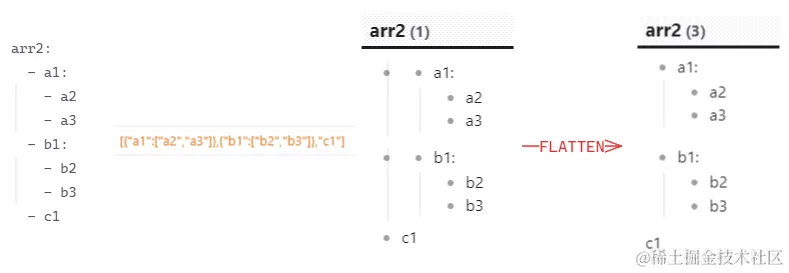 arr2:
- a1:
- a2
- a3
- b1:
- b2
- b3
- c1
[{"a1":["a2","a3"]},{"b1":["b2","b3"]},"c1"]
arr2 (1)
a1:
a2
a3
b1:
b2
b3
c1
FLATTEN
arr2 (3)
a1:
a2
a3
b1:
b2
b3
c1
@稀土掘金技术社区